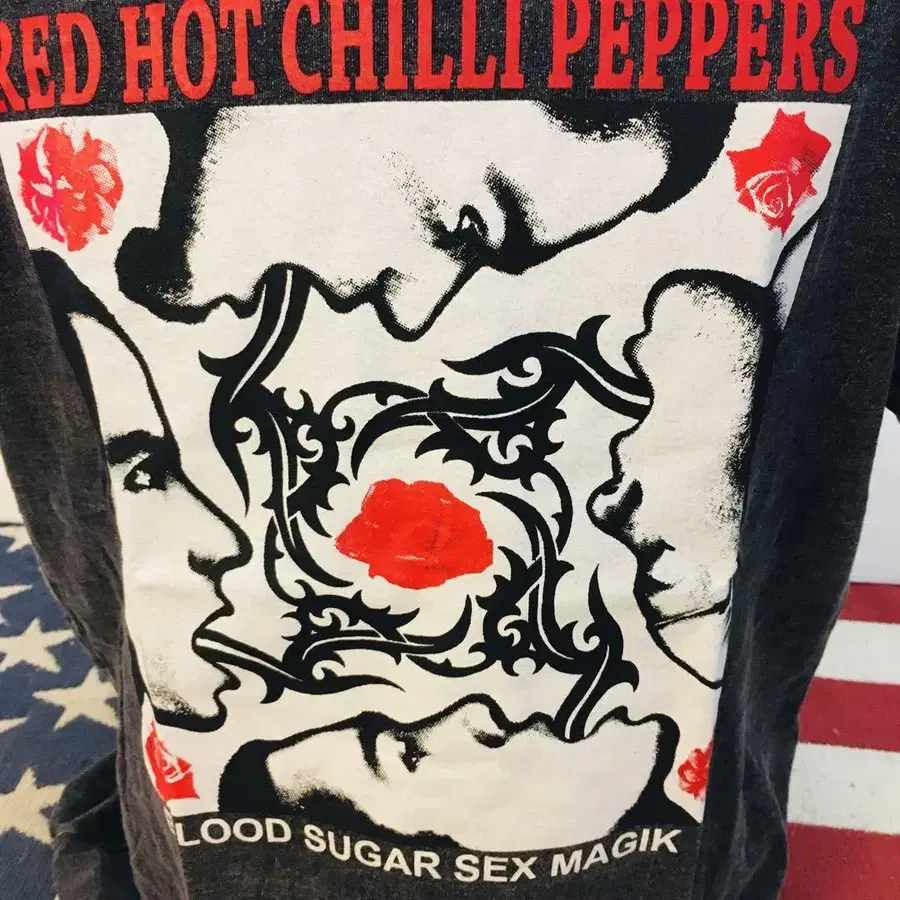 RED HOT CHILLI PEPPERS
LOOD SUGAR SEX MAGIK